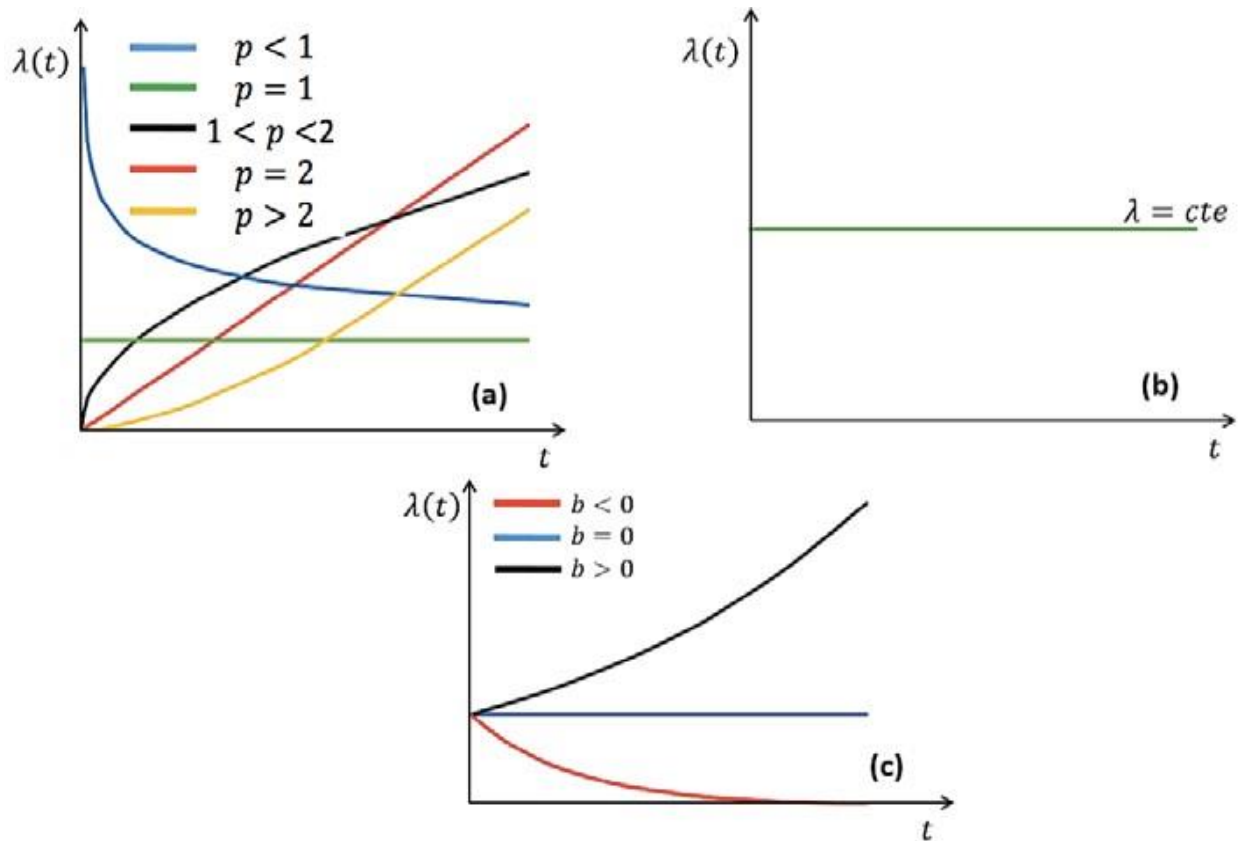 λ(t)
p < 1
p = 1
1 < p <2
p = 2
p > 2
(a)
t
λ(t)
λ = cte
(b)
t
λ(t)
b < 0
b = 0
b > 0
(c)
t